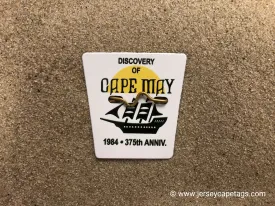 DISCOVERY
OF
CAPE MAY
1984 • 375th ANNIV.
© www.jerseycapetags.com